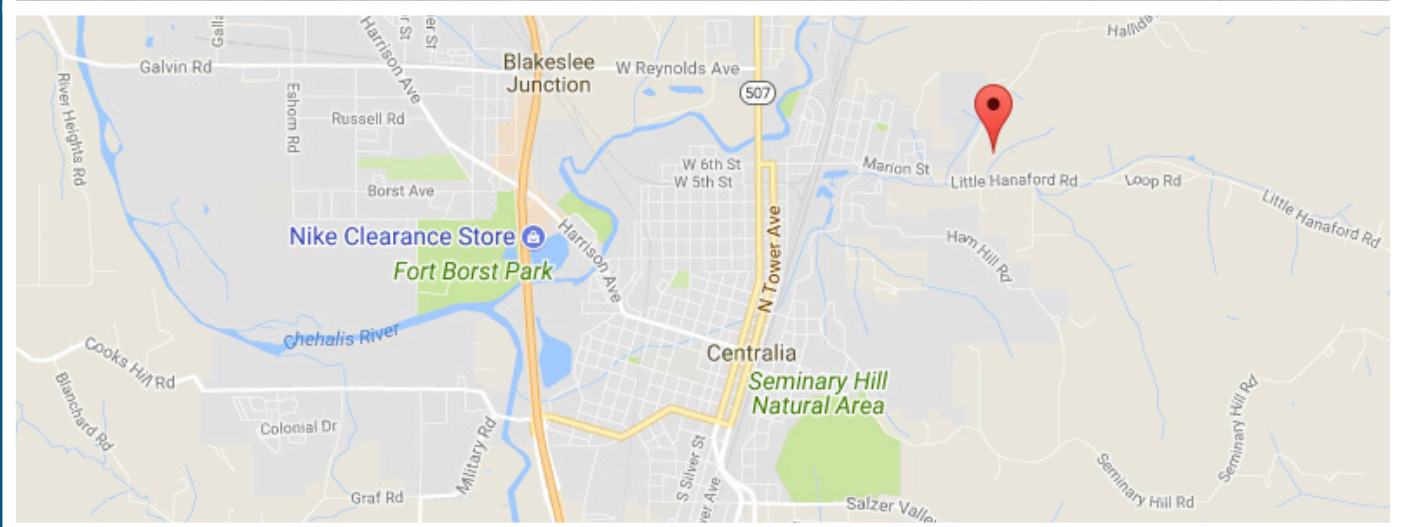 Galvin Rd
Harrison Ave
Blakeslee
Junction
W Reynolds Ave
507
River Heights Rd
Eshom Rd
Russell Rd
W 6th St
W 5th St
Marion St
Little Hanaford Rd
Loop Rd
Little Hanaford Rd
Borst Ave
Nike Clearance Store
Fort Borst Park
Harrison Ave
N Tower Ave
Ham Hill Rd
Chehalis River
Cooks Hill Rd
Blanchard Rd
Centralia
Seminary Hill
Natural Area
Colonial Dr
Military Rd
S Silver St
Graf Rd
Salzer Valley
Seminary Hill Rd
Seminary Hill Rd